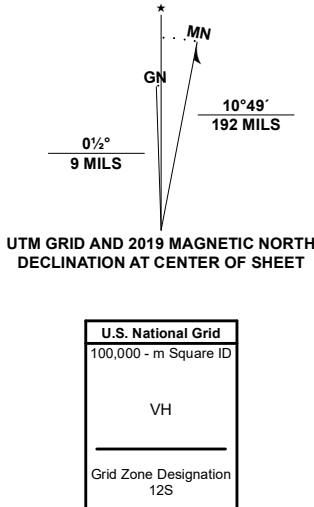 ★
MN
GN
10°49´
192 MILS
0½°
9 MILS
UTM GRID AND 2019 MAGNETIC NORTH
DECLINATION AT CENTER OF SHEET
U.S. National Grid
100,000 - m Square ID
VH
Grid Zone Designation
12S